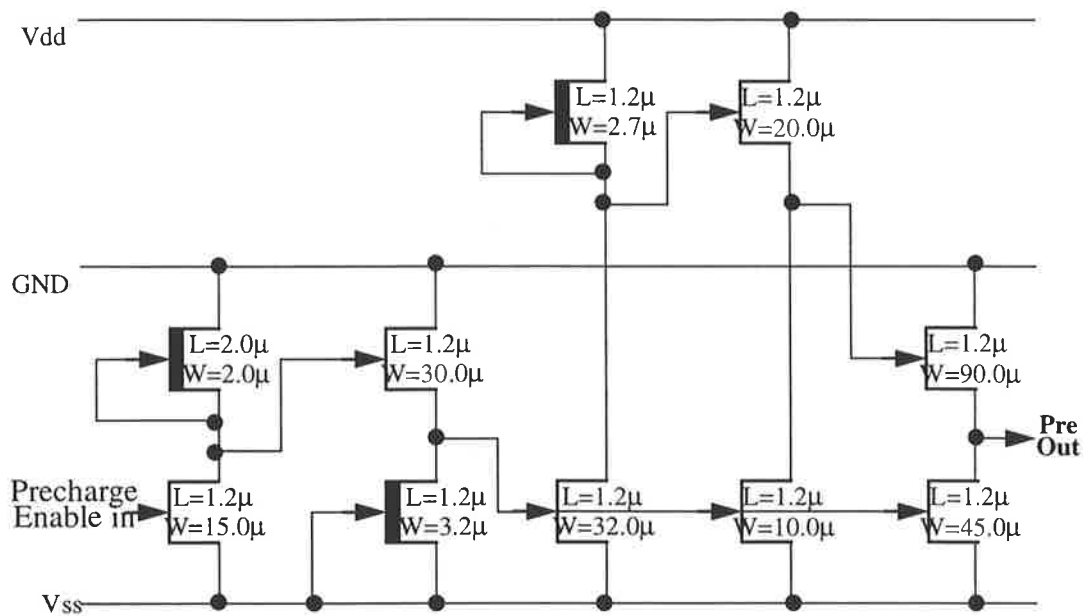 Vdd
L=1.2μ
W=2.7μ
L=1.2μ
W=20.0μ
GND
L=2.0μ
W=2.0μ
L=1.2μ
W=30.0μ
L=1.2μ
W=90.0μ
Pre
Out
Precharge
Enable in
L=1.2μ
W=15.0μ
L=1.2μ
W=3.2μ
L=1.2μ
W=32.0μ
L=1.2μ
W=10.0μ
L=1.2μ
W=45.0μ
Vss